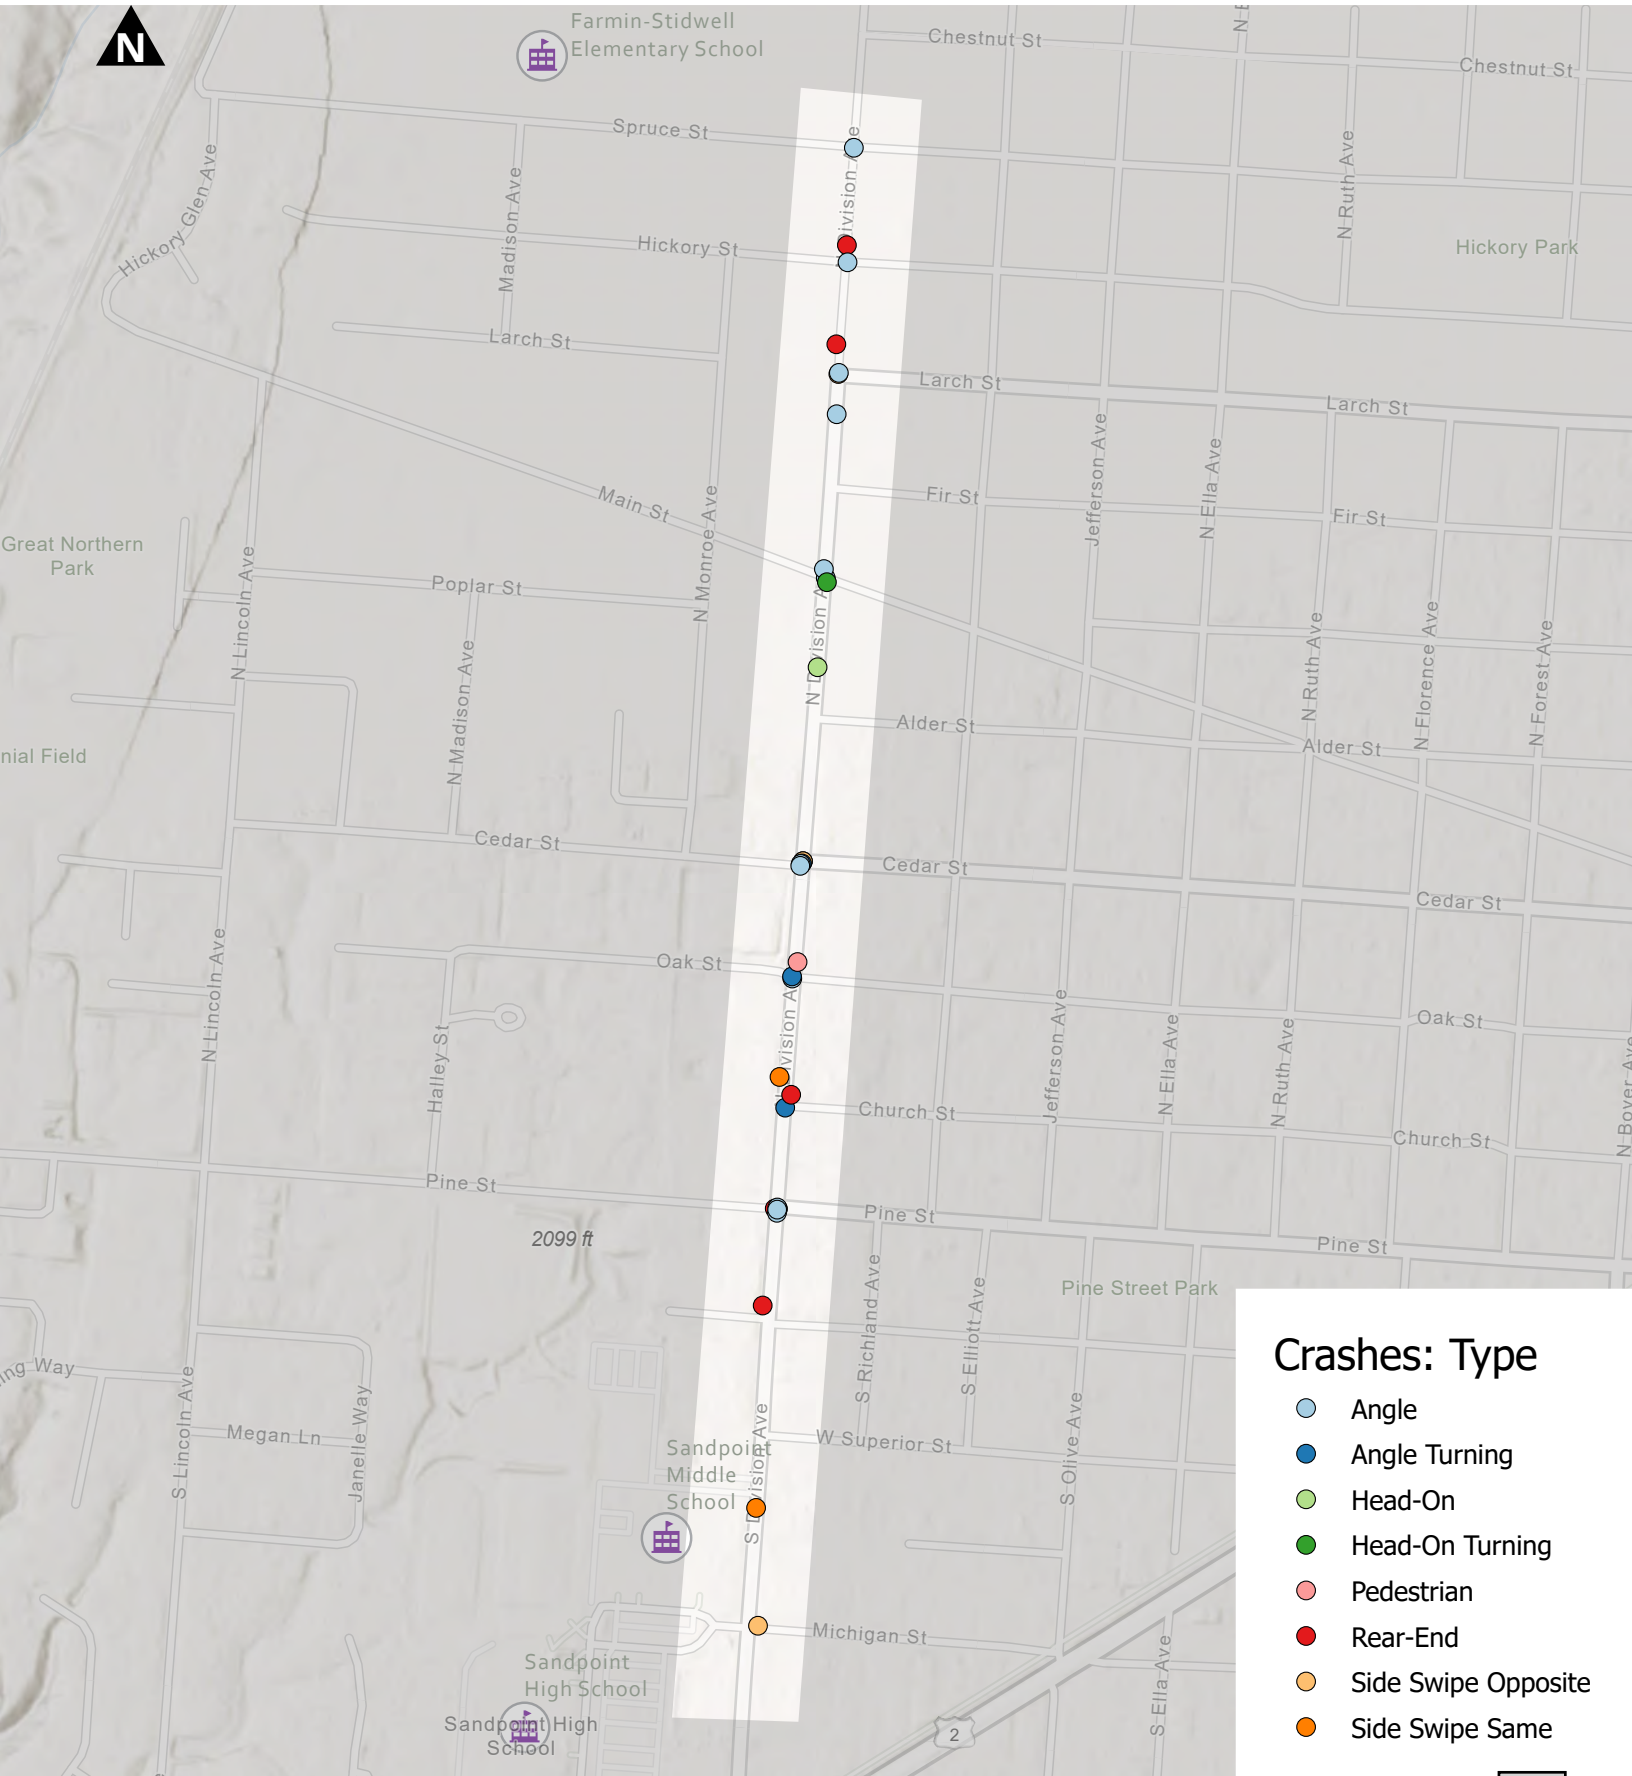 N
Farmin-Stidwell
Elementary School
Chestnut St
Chestnut St
Spruce St
Hickory Glen Ave
Madison Ave
N Ruth Ave
Hickory St
Hickory Park
Larch St
Larch St
Larch St
Main St
N Monroe Ave
Fir St
Fir St
Jefferson Ave
N Ella Ave
Great Northern
Park
N Lincoln Ave
Poplar St
N Madison Ave
N Ruth Ave
N Florence Ave
N Forest Ave
Alder St
Alder St
nial Field
Cedar St
Cedar St
Cedar St
Oak St
Oak St
N Lincoln Ave
Halley St
Jefferson Ave
N Ella Ave
N Ruth Ave
N Boyer Ave
Church St
Church St
Pine St
Pine St
Pine St
2099 ft
Pine Street Park
S Richland Ave
S Elliott Ave
S Olive Ave
ing Way
S Lincoln Ave
Megan Ln
Janelle Way
W Superior St
S Division Ave
Sandpoint
Middle
School
Michigan St
Sandpoint
High School
Sandpoint High
School
2
S Ella Ave
Crashes: Type
Angle
Angle Turning
Head-On
Head-On Turning
Pedestrian
Rear-End
Side Swipe Opposite
Side Swipe Same